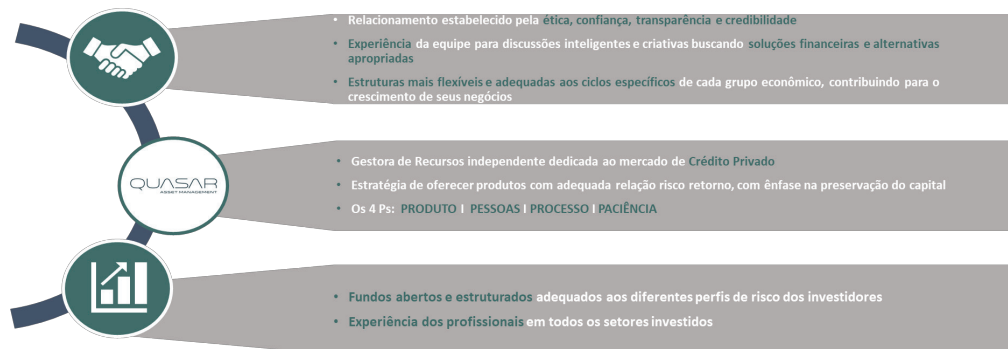 • Relacionamento estabelecido pela ética, confiança, transparência e credibilidade
• Experiência da equipe para discussões inteligentes e criativas buscando soluções financeiras e alternativas
apropriadas
• Estruturas mais flexíveis e adequadas aos ciclos específicos de cada grupo econômico, contribuindo para o
crescimento de seus negócios
QUASAR
ASSET MANAGEMENT
• Gestora de Recursos independente dedicada ao mercado de Crédito Privado
• Estratégia de oferecer produtos com adequada relação risco retorno, com ênfase na preservação do capital
• Os 4 Ps: PRODUTO I PESSOAS I PROCESSO I PACIÊNCIA
• Fundos abertos e estruturados adequados aos diferentes perfis de risco dos investidores
• Experiência dos profissionais em todos os setores investidos